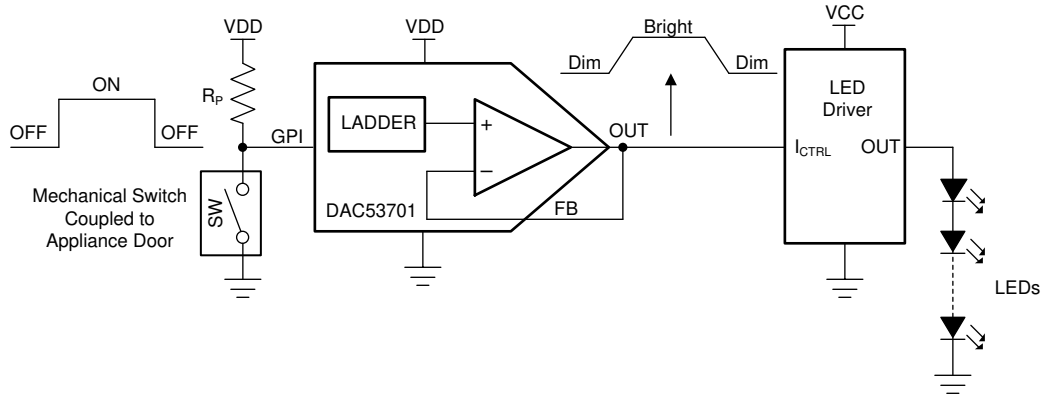 VDD
VDD
VCC
Bright
Dim
Dim
ON
OFF
OFF
RP
GPI
LADDER
+
−
OUT
LED
Driver
ICTRL
OUT
Mechanical Switch
Coupled to
Appliance Door
SW
DAC53701
FB
LEDs